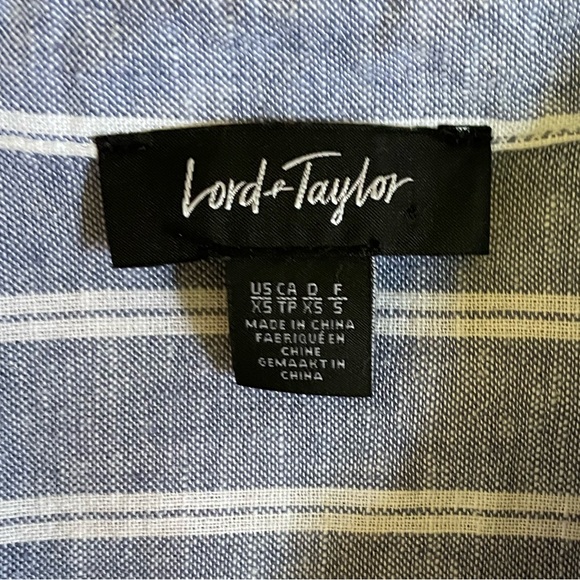 Lord & Taylor
US CA D F
XS TP XS S
MADE IN CHINA
FABRIQUÉ EN
CHINE
GEMAAKT IN
CHINA